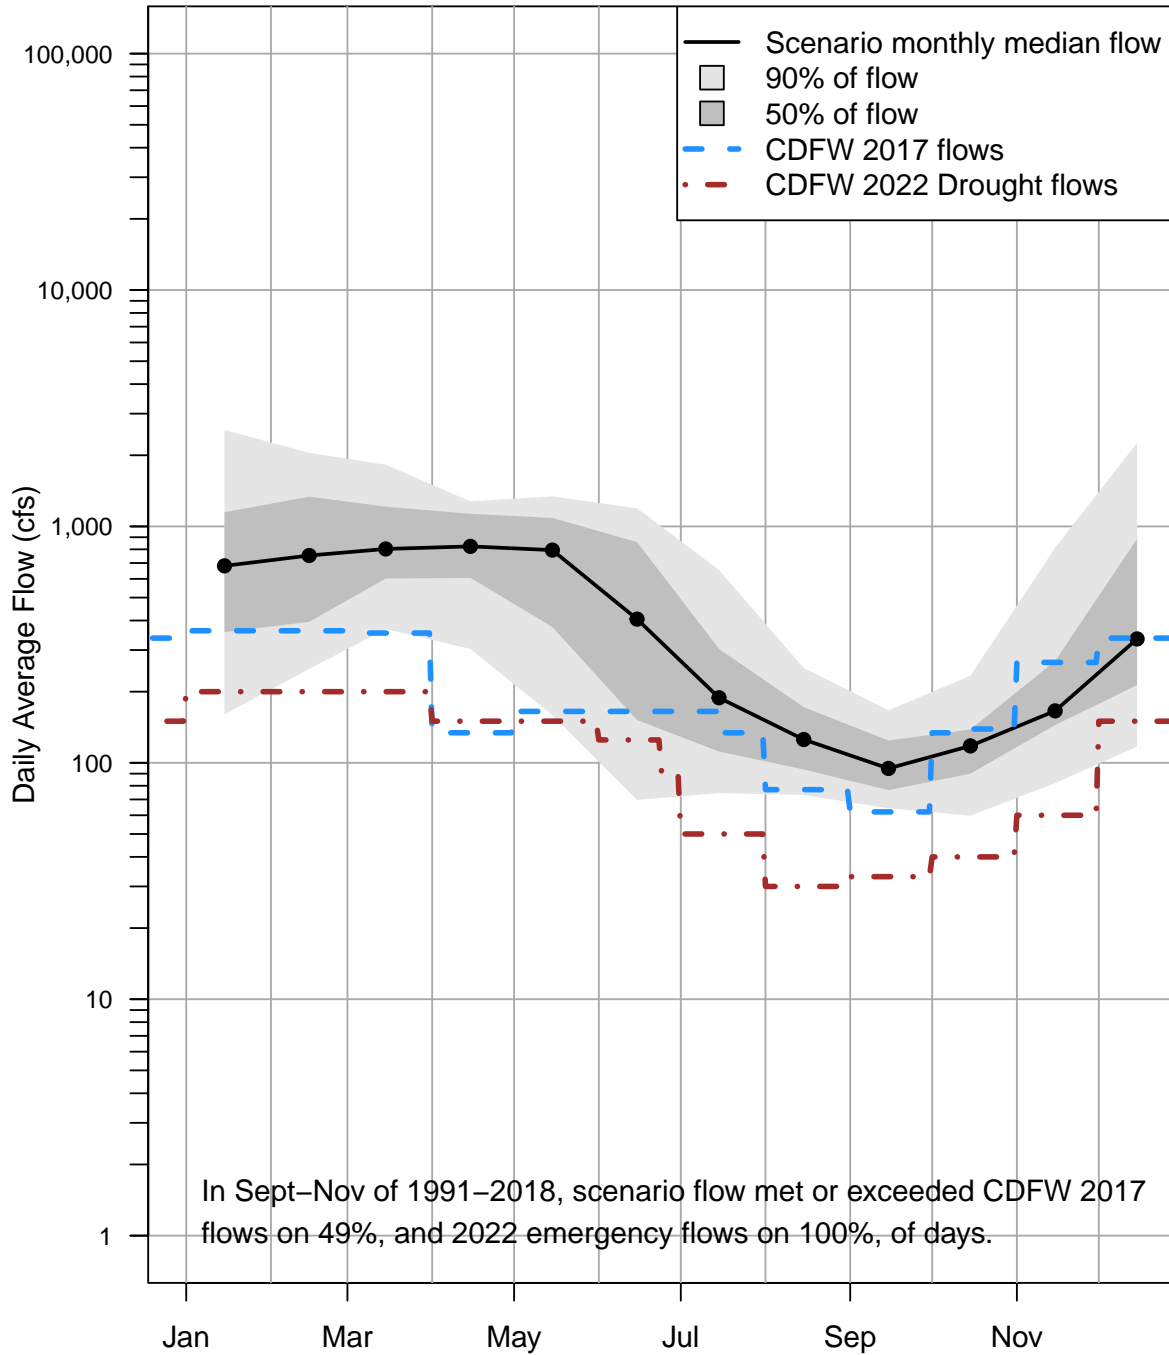 Scenario monthly median flow
90% of flow
50% of flow
CDFW 2017 flows
CDFW 2022 Drought flows
Daily Average Flow (cfs)
100,000
10,000
1,000
100
10
1
In Sept−Nov of 1991−2018, scenario flow met or exceeded CDFW 2017
flows on 49%, and 2022 emergency flows on 100%, of days.
Jan Mar May Jul Sep Nov